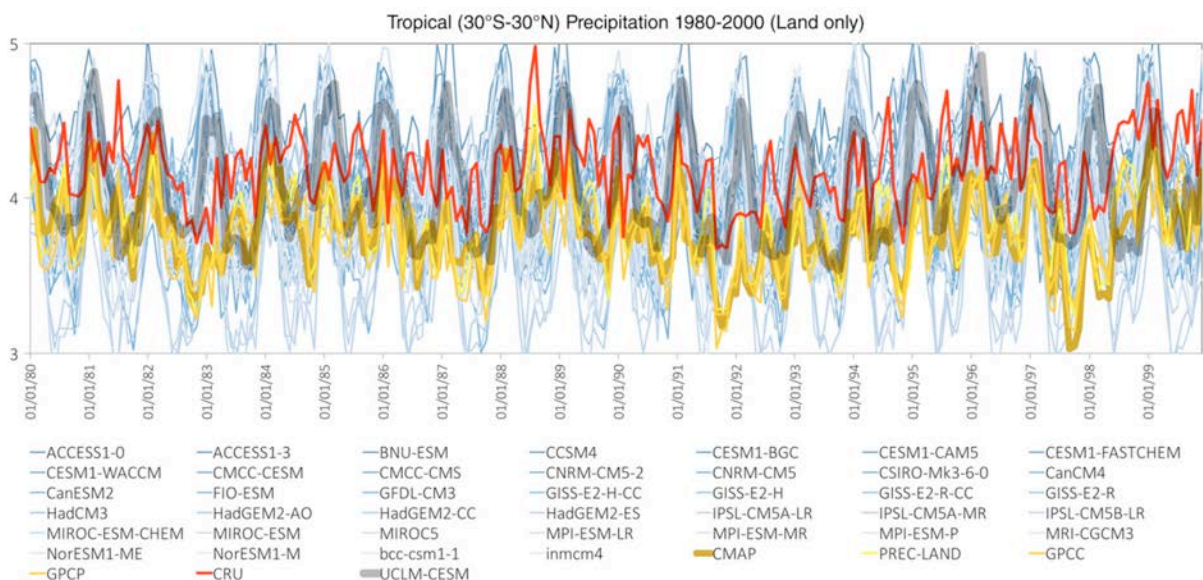 Tropical (30°S-30°N) Precipitation 1980-2000 (Land only)
5
4
3
01/01/80 01/01/81 01/01/82 01/01/83 01/01/84 01/01/85 01/01/86 01/01/87 01/01/88 01/01/89 01/01/90 01/01/91 01/01/92 01/01/93 01/01/94 01/01/95 01/01/96 01/01/97 01/01/98 01/01/99
ACCESS1-0 ACCESS1-3 BNU-ESM CCSM4 CESM1-BGC CESM1-CAM5 CESM1-FASTCHEM
CESM1-WACCM CMCC-CESM CMCC-CMS CNRM-CM5-2 CNRM-CM5 CSIRO-Mk3-6-0 CanCM4
CanESM2 FIO-ESM GFDL-CM3 GISS-E2-H-CC GISS-E2-H GISS-E2-R-CC GISS-E2-R
HadCM3 HadGEM2-AO HadGEM2-CC HadGEM2-ES IPSL-CM5A-LR IPSL-CM5A-MR IPSL-CM5B-LR
MIROC-ESM-CHEM MIROC-ESM MIROC5 MPI-ESM-LR MPI-ESM-MR MPI-ESM-P MRI-CGCM3
NorESM1-ME NorESM1-M bcc-csm1-1 inmcm4 CMAP PREC-LAND GPCC
GPCP CRU UCLM-CESM